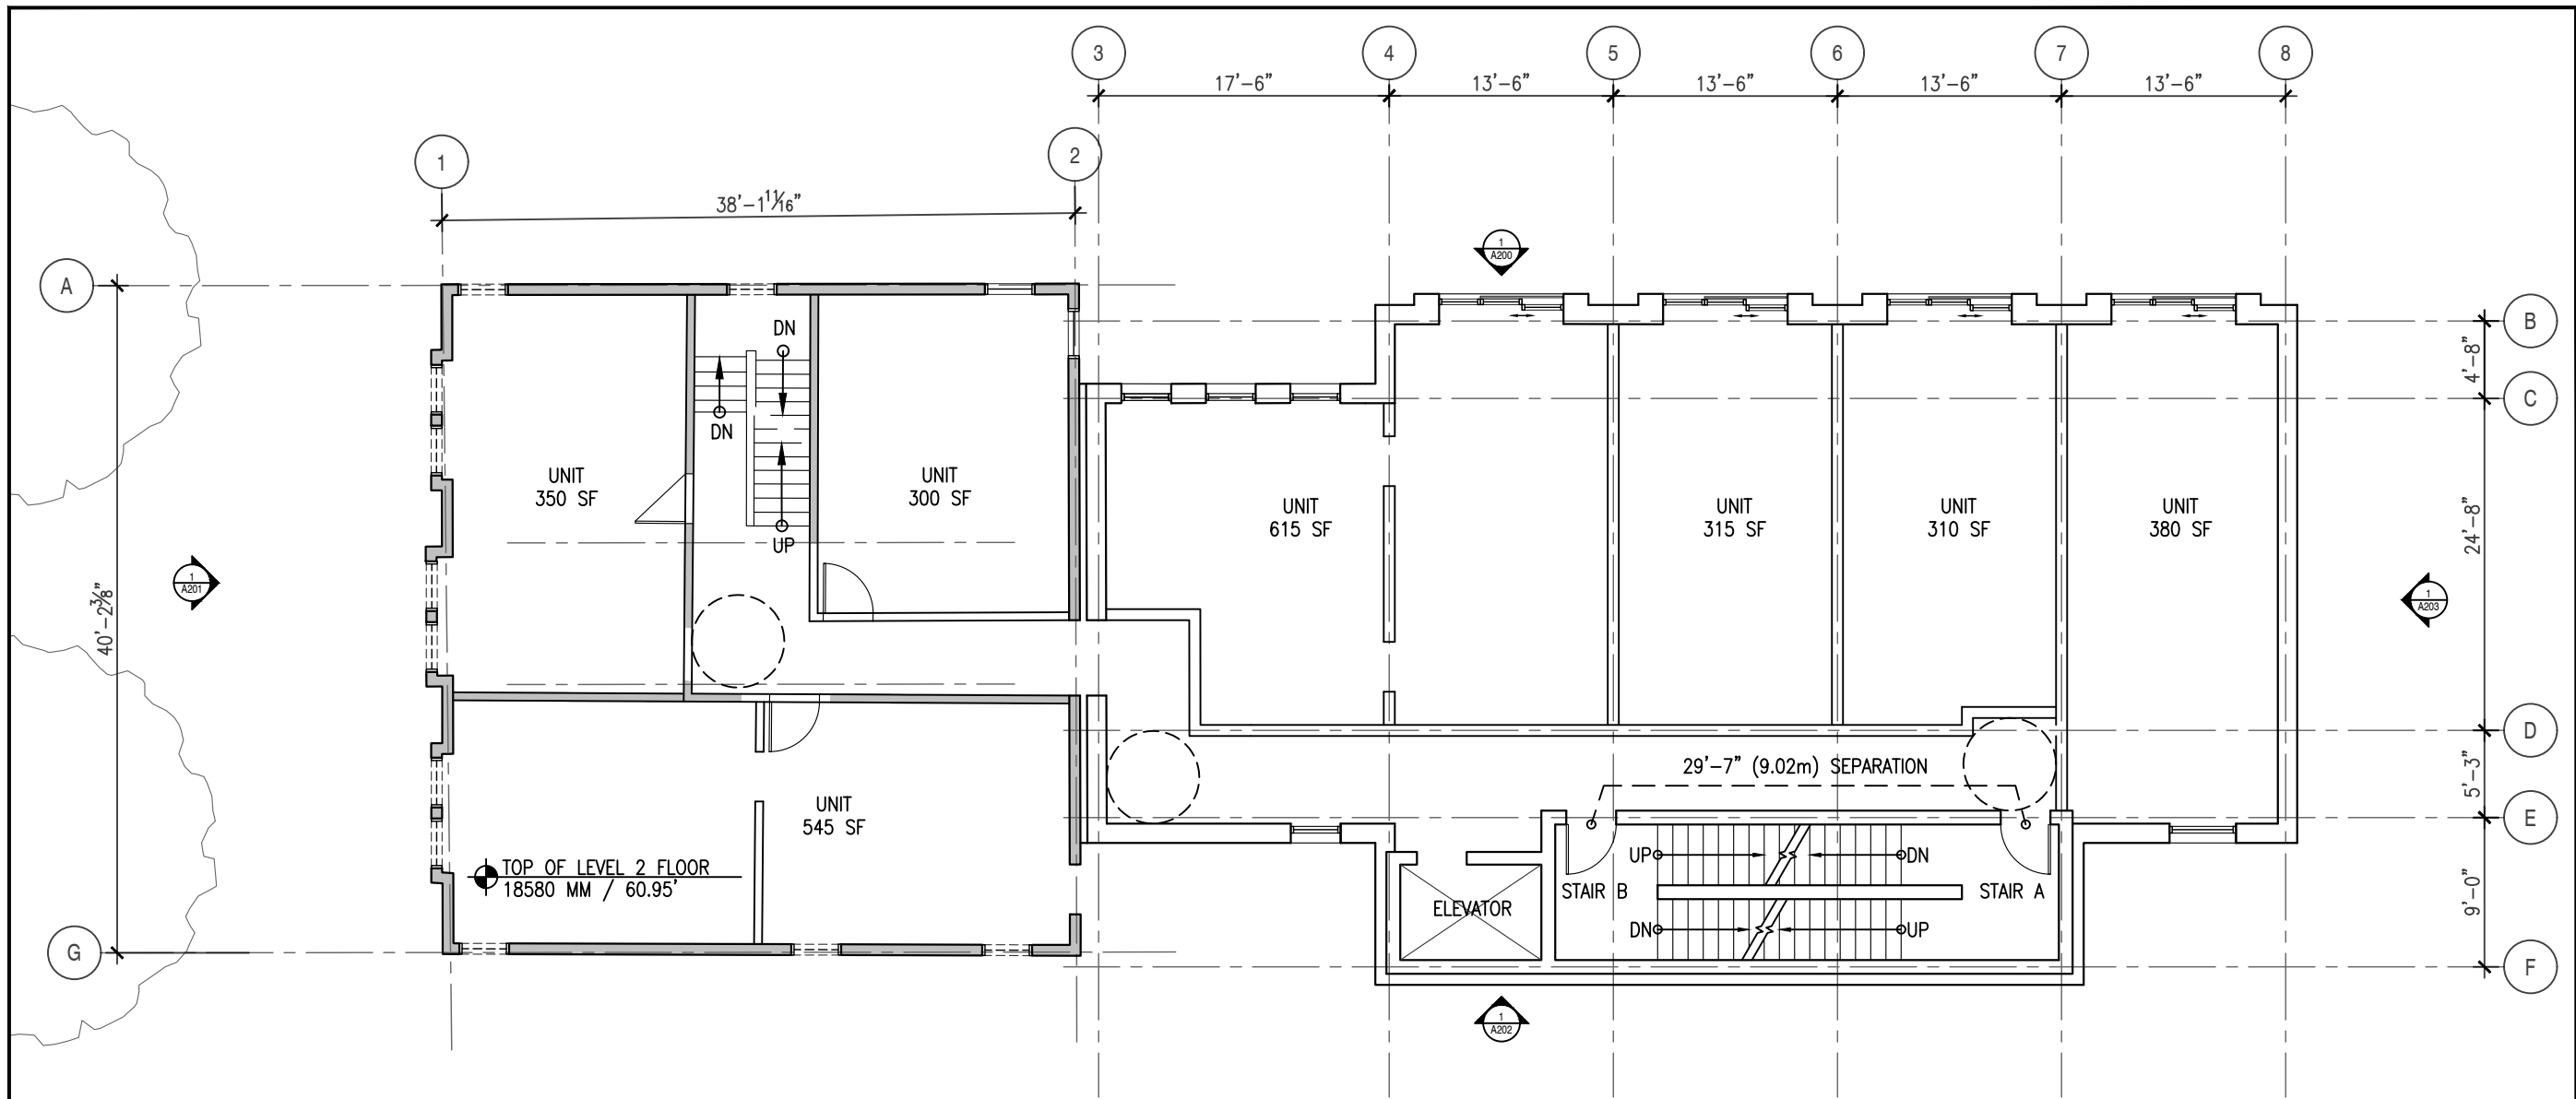 3
4
5
6
7
8
17'-6"
13'-6"
13'-6"
13'-6"
13'-6"
1
2
38'-1 11/16"
A
1
A200
B
DN
4'-8"
C
DN
UNIT
350 SF
UNIT
300 SF
UNIT
615 SF
UNIT
315 SF
UNIT
310 SF
UNIT
380 SF
24'-8"
UP
1
A201
40'-2 3/8"
1
A203
D
29'-7" (9.02m) SEPARATION
5'-3"
UNIT
545 SF
E
TOP OF LEVEL 2 FLOOR
18580 MM / 60.95'
UP
DN
STAIR B
STAIR A
9'-0"
ELEVATOR
DN
UP
G
F
1
A202